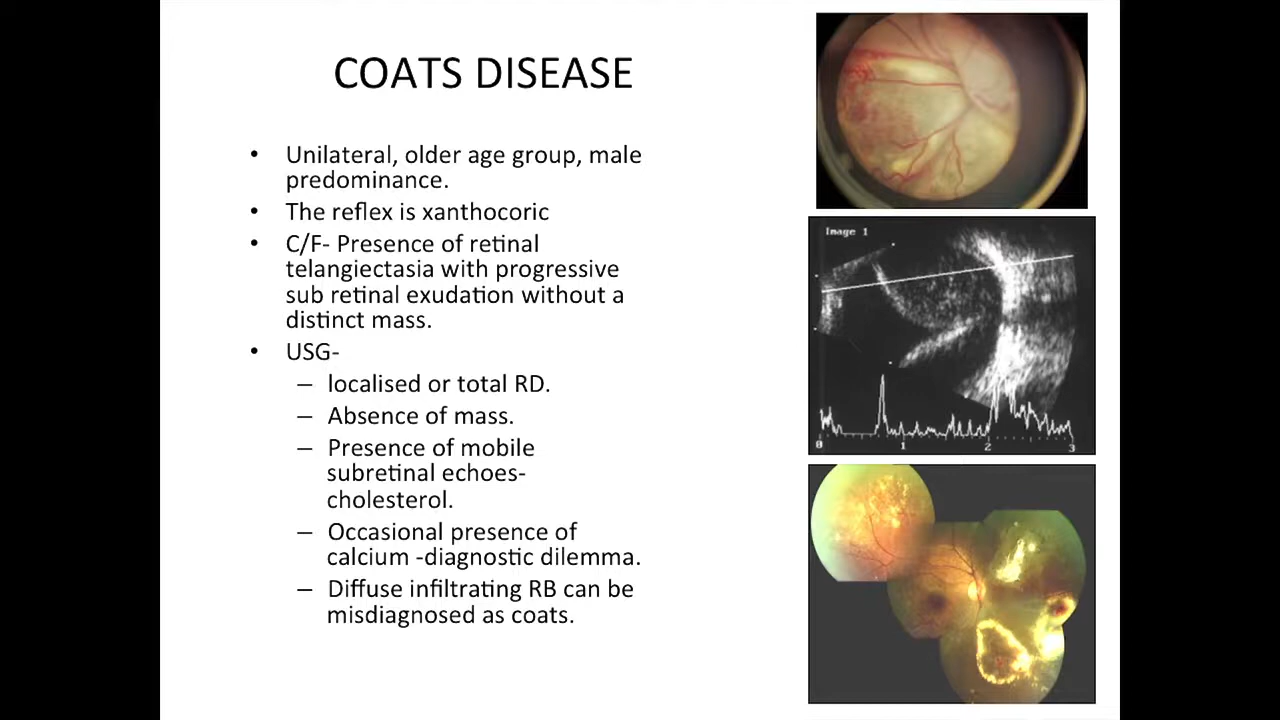 COATS DISEASE
• Unilateral, older age group, male
predominance.
• The reflex is xanthocoric
• C/F- Presence of retinal
telangiectasia with progressive
sub retinal exudation without a
distinct mass.
• USG-
– localised or total RD.
– Absence of mass.
– Presence of mobile
subretinal echoes-
cholesterol.
– Occasional presence of
calcium -diagnostic dilemma.
– Diffuse infiltrating RB can be
misdiagnosed as coats.
Image 1
0 1 2 3